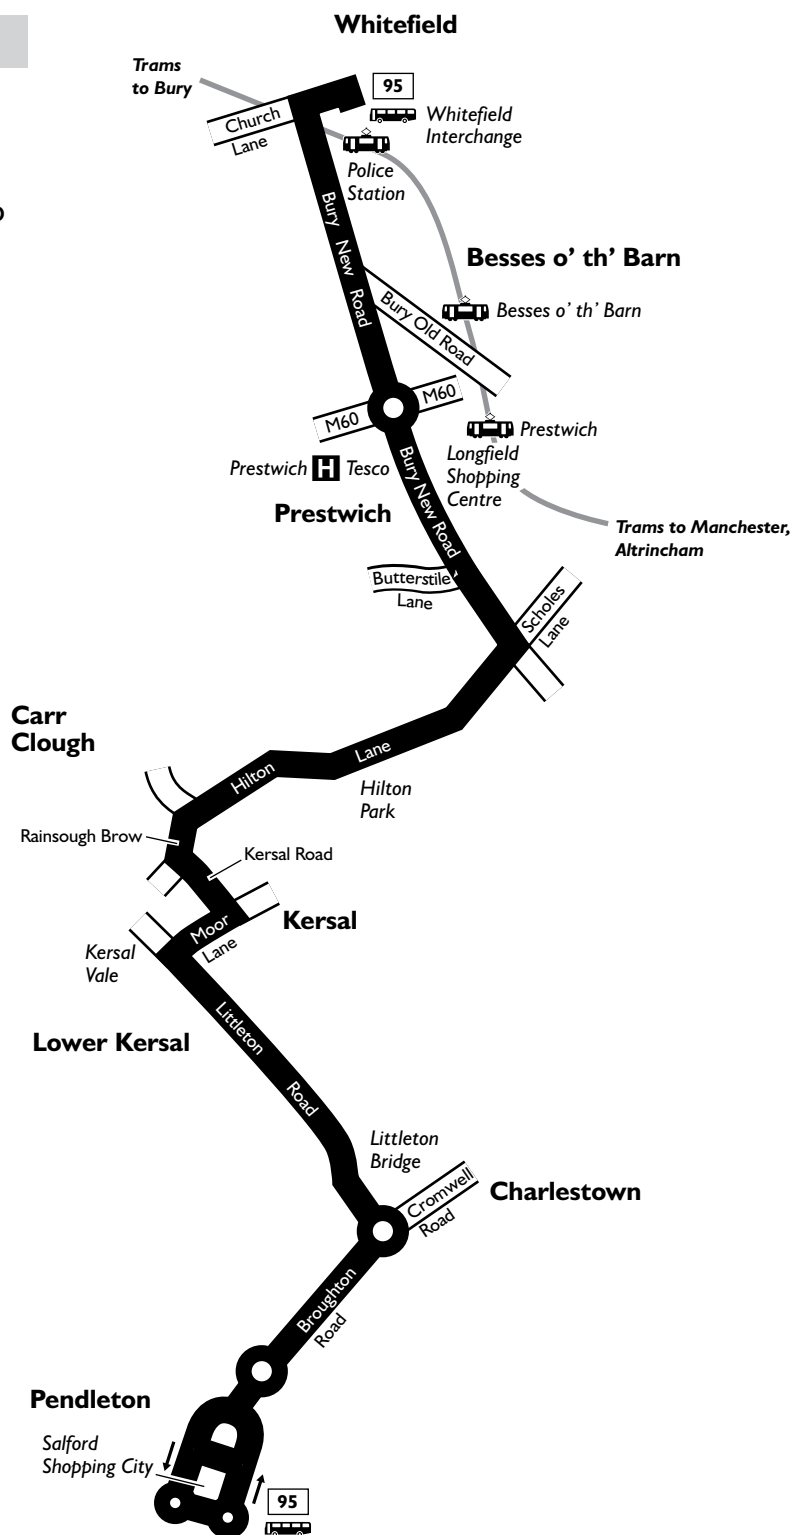 Whitefield
Trams
to Bury
95
Church
Lane
Whitefield
Interchange
Police
Station
Bury New Road
Besses o’ th’ Barn
Besses o’ th’ Barn
Bury Old Road
M60
M60
Prestwich
Prestwich H Tesco
Longfield
Shopping
Centre
Bury New Road
Prestwich
Trams to Manchester,
Altrincham
Butterstile
Lane
Scholes
Lane
Carr
Clough
Hilton Lane
Hilton
Park
Rainsough Brow
Kersal Road
Kersal
Moor
Lane
Kersal
Vale
Littleton Road
Lower Kersal
Littleton
Bridge
Cromwell
Road
Charlestown
Broughton
Road
Pendleton
Salford
Shopping City
95